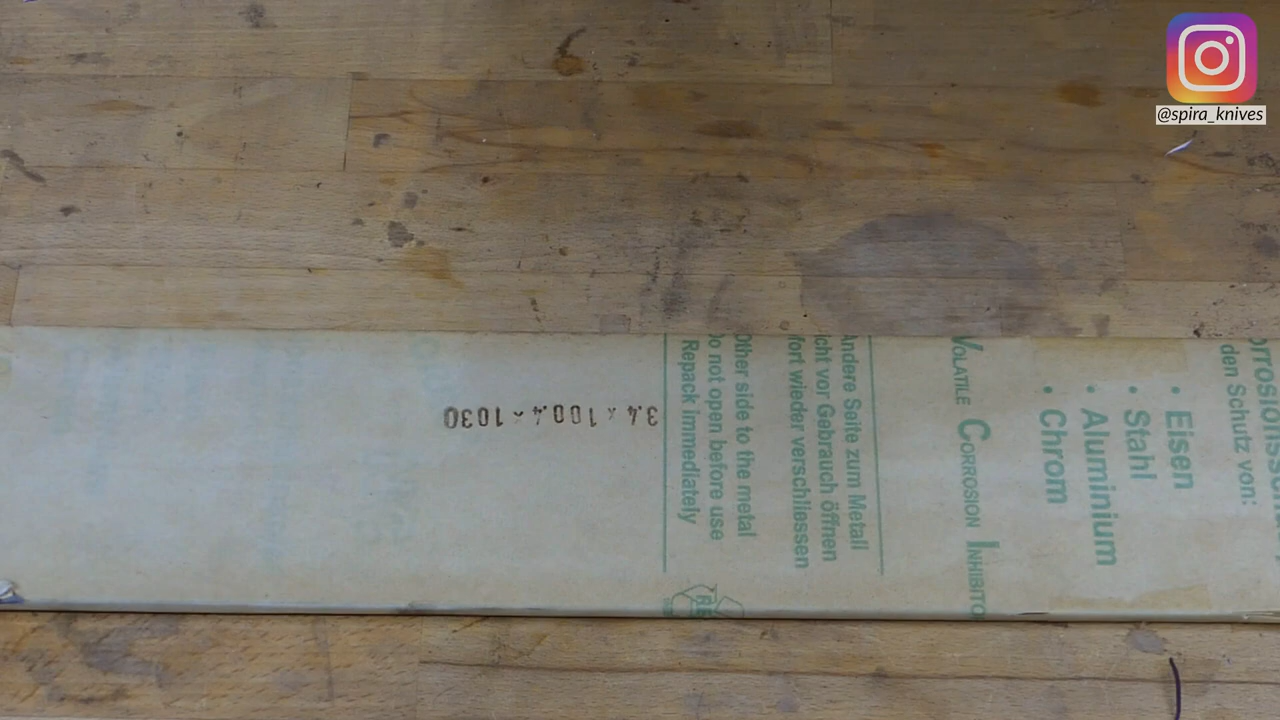 @spira_knives
den Schutz von:
• Eisen
• Stahl
• Aluminium
• Chrom
VOLATILE CORROSION INHIBITO
Andere Seite zum Metall
icht vor Gebrauch öffnen
fort wieder verschliessen
Other side to the metal
o not open before use
Repack immediately
RE
3.4 x 100.4 x 1030